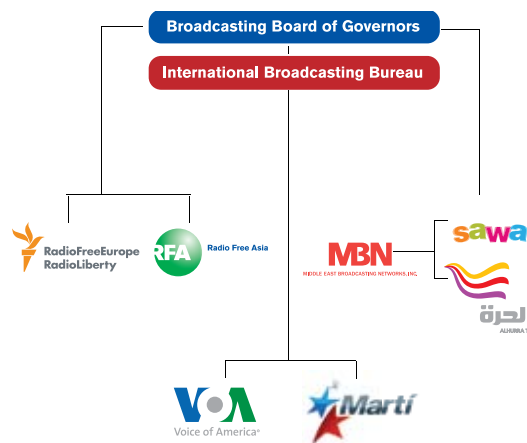 Broadcasting Board of Governors
International Broadcasting Bureau
RadioFreeEurope
RadioLiberty
RFA
Radio Free Asia
MBN
MIDDLE EAST BROADCASTING NETWORKS, INC.
sawa
الحرة
ALHURRA
VOA
Voice of America
Martí